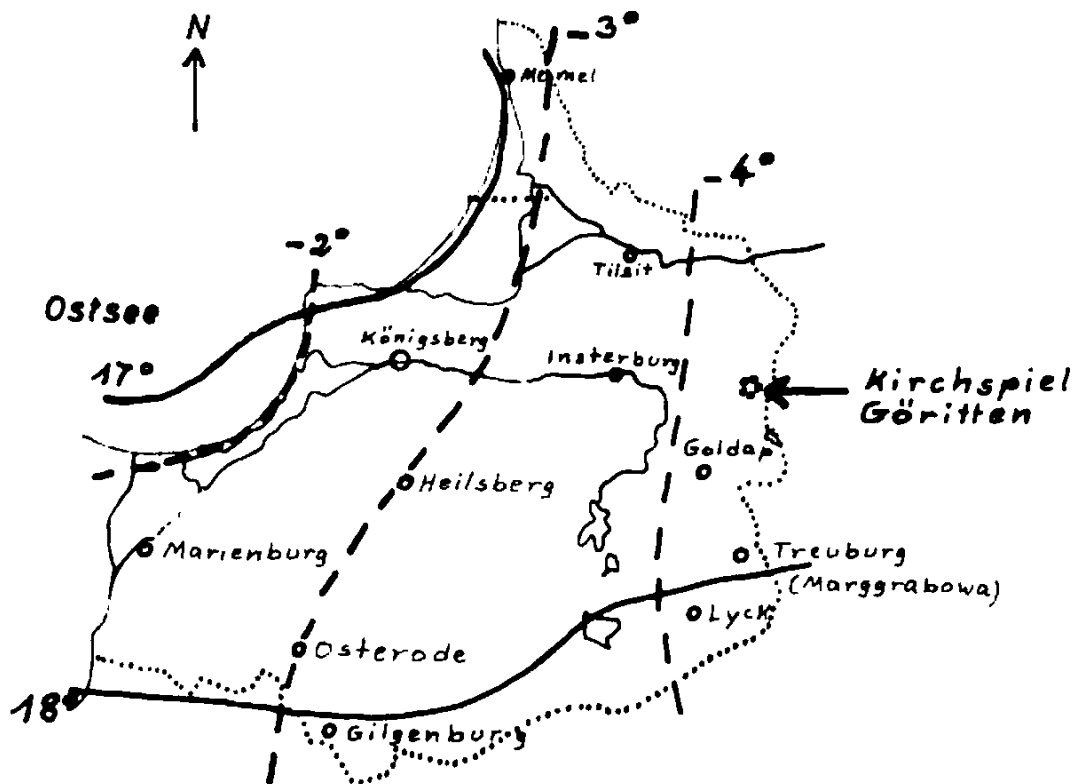 N
-3°
Memel
-4°
-2°
Tilsit
Ostsee
Königsberg
17°
Insterburg
Kirchspiel
Göritten
Goldap
Heilsberg
Marienburg
Treuburg
(Marggrabowa)
Lyck
Osterode
18°
Gilgenburg